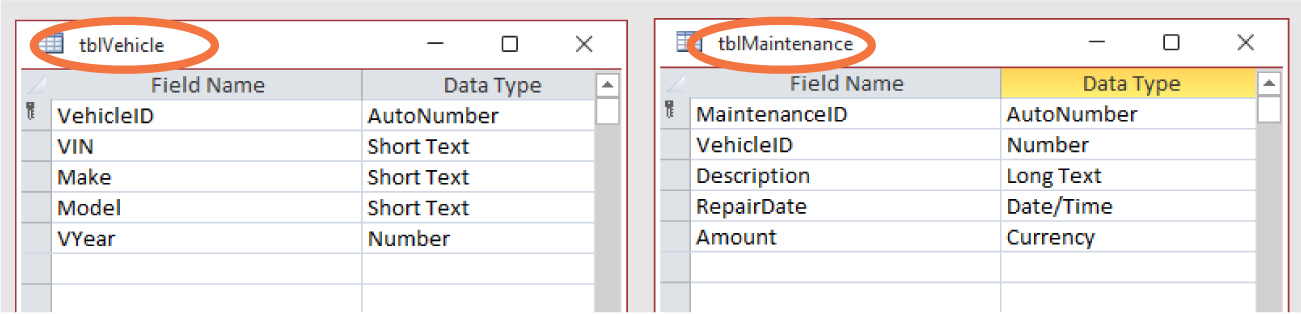 tblVehicle
Field Name Data Type
VehicleID AutoNumber
VIN Short Text
Make Short Text
Model Short Text
VYear Number
tblMaintenance
Field Name Data Type
MaintenanceID AutoNumber
VehicleID Number
Description Long Text
RepairDate Date/Time
Amount Currency